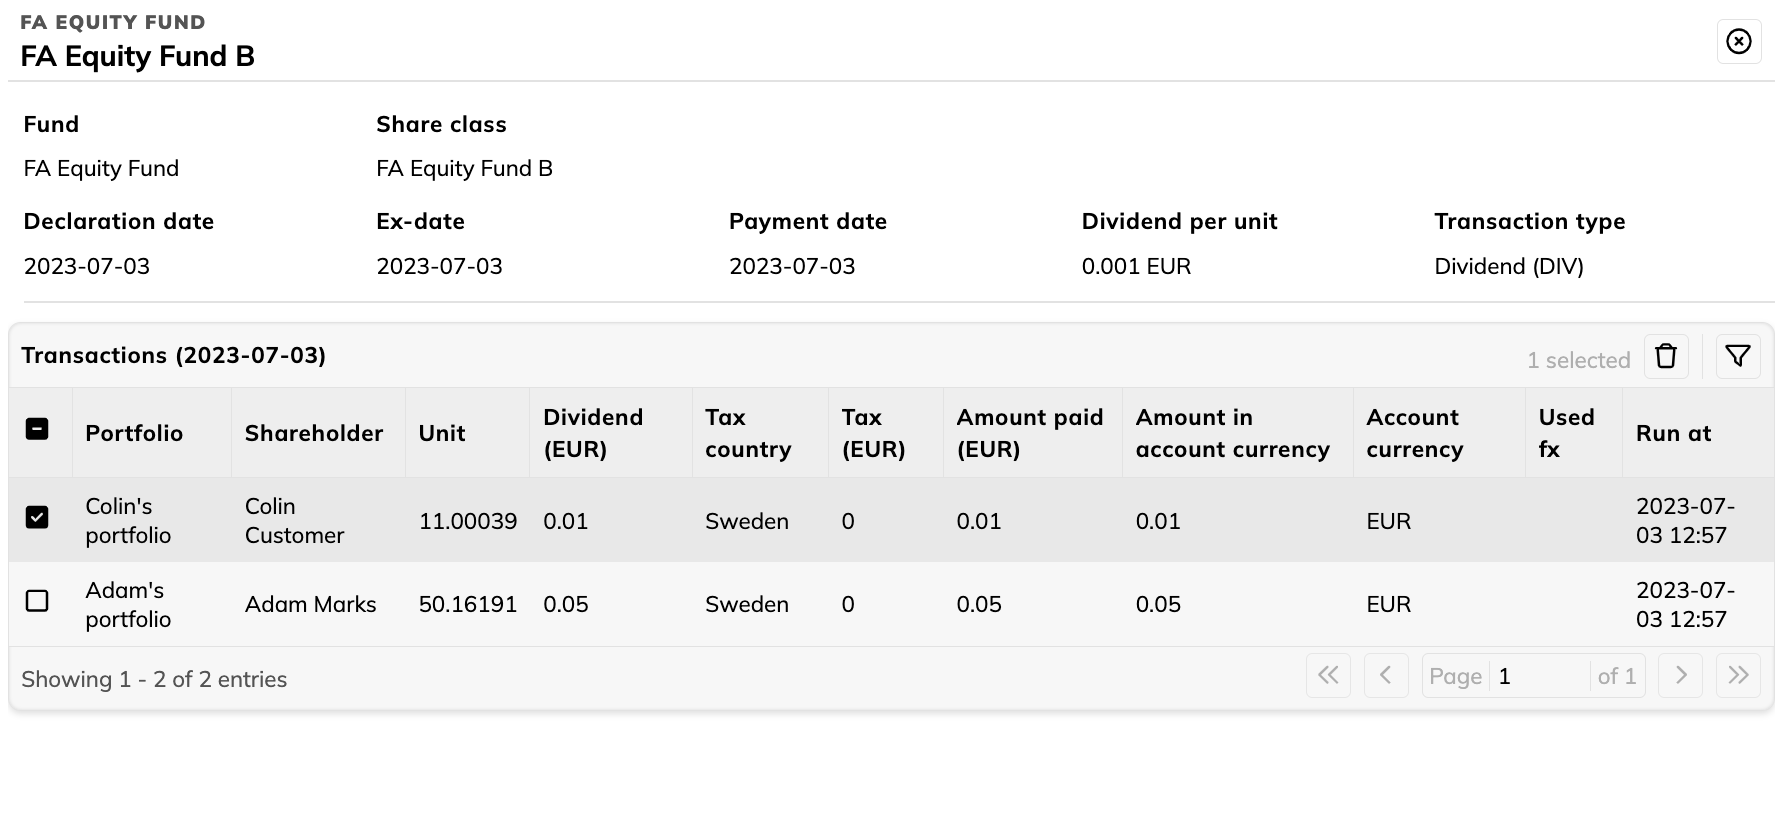 FA EQUITY FUND
FA Equity Fund B
Fund Share class
FA Equity Fund FA Equity Fund B
Declaration date Ex-date Payment date Dividend per unit Transaction type
2023-07-03 2023-07-03 2023-07-03 0.001 EUR Dividend (DIV)
Transactions (2023-07-03) 1 selected
Portfolio Shareholder Unit Dividend (EUR) Tax country Tax (EUR) Amount paid (EUR) Amount in account currency Account currency Used fx Run at
Colin's portfolio Colin Customer 11.00039 0.01 Sweden 0 0.01 0.01 EUR 2023-07-03 12:57
Adam's portfolio Adam Marks 50.16191 0.05 Sweden 0 0.05 0.05 EUR 2023-07-03 12:57
Showing 1 - 2 of 2 entries Page 1 of 1